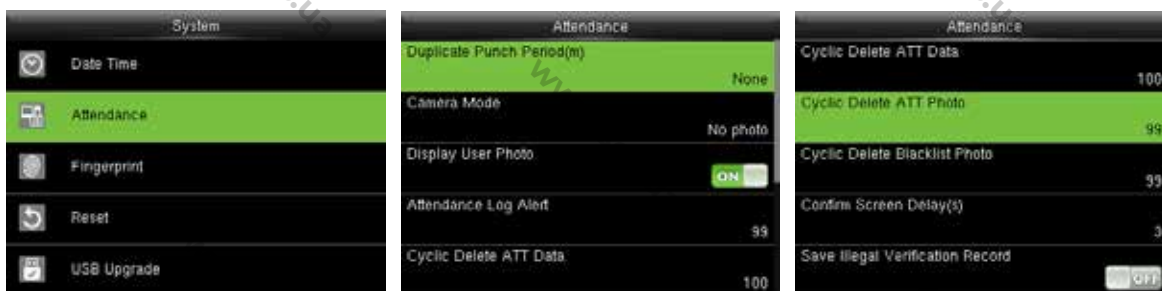 System
Date Time
Attendance
Fingerprint
Reset
USB Upgrade
Attendance
Duplicate Punch Period(m)
None
Camera Mode
No photo
Display User Photo
ON
Attendance Log Alert
99
Cyclic Delete ATT Data
100
Attendance
Cyclic Delete ATT Data
100
Cyclic Delete ATT Photo
99
Cyclic Delete Blacklist Photo
99
Confirm Screen Delay(s)
3
Save Illegal Verification Record
OFF